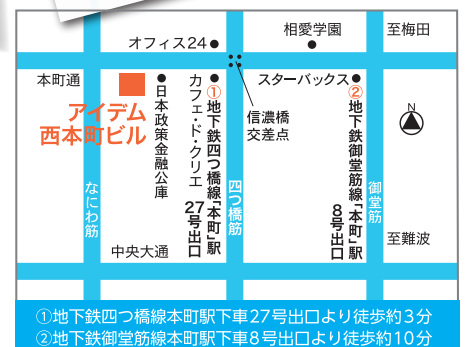 オフィス24
相愛学園
至梅田
本町通
スターバックス
アイデム
西本町ビル
日本政策金融公庫
カフェ・ド・クリエ
①地下鉄四つ橋線「本町」駅
27号出口
信濃橋
交差点
②地下鉄御堂筋線「本町」駅
8号出口
N
なにわ筋
四つ橋筋
御堂筋
中央大通
至難波
①地下鉄四つ橋線本町駅下車27号出口より徒歩約3分
②地下鉄御堂筋線本町駅下車8号出口より徒歩約10分